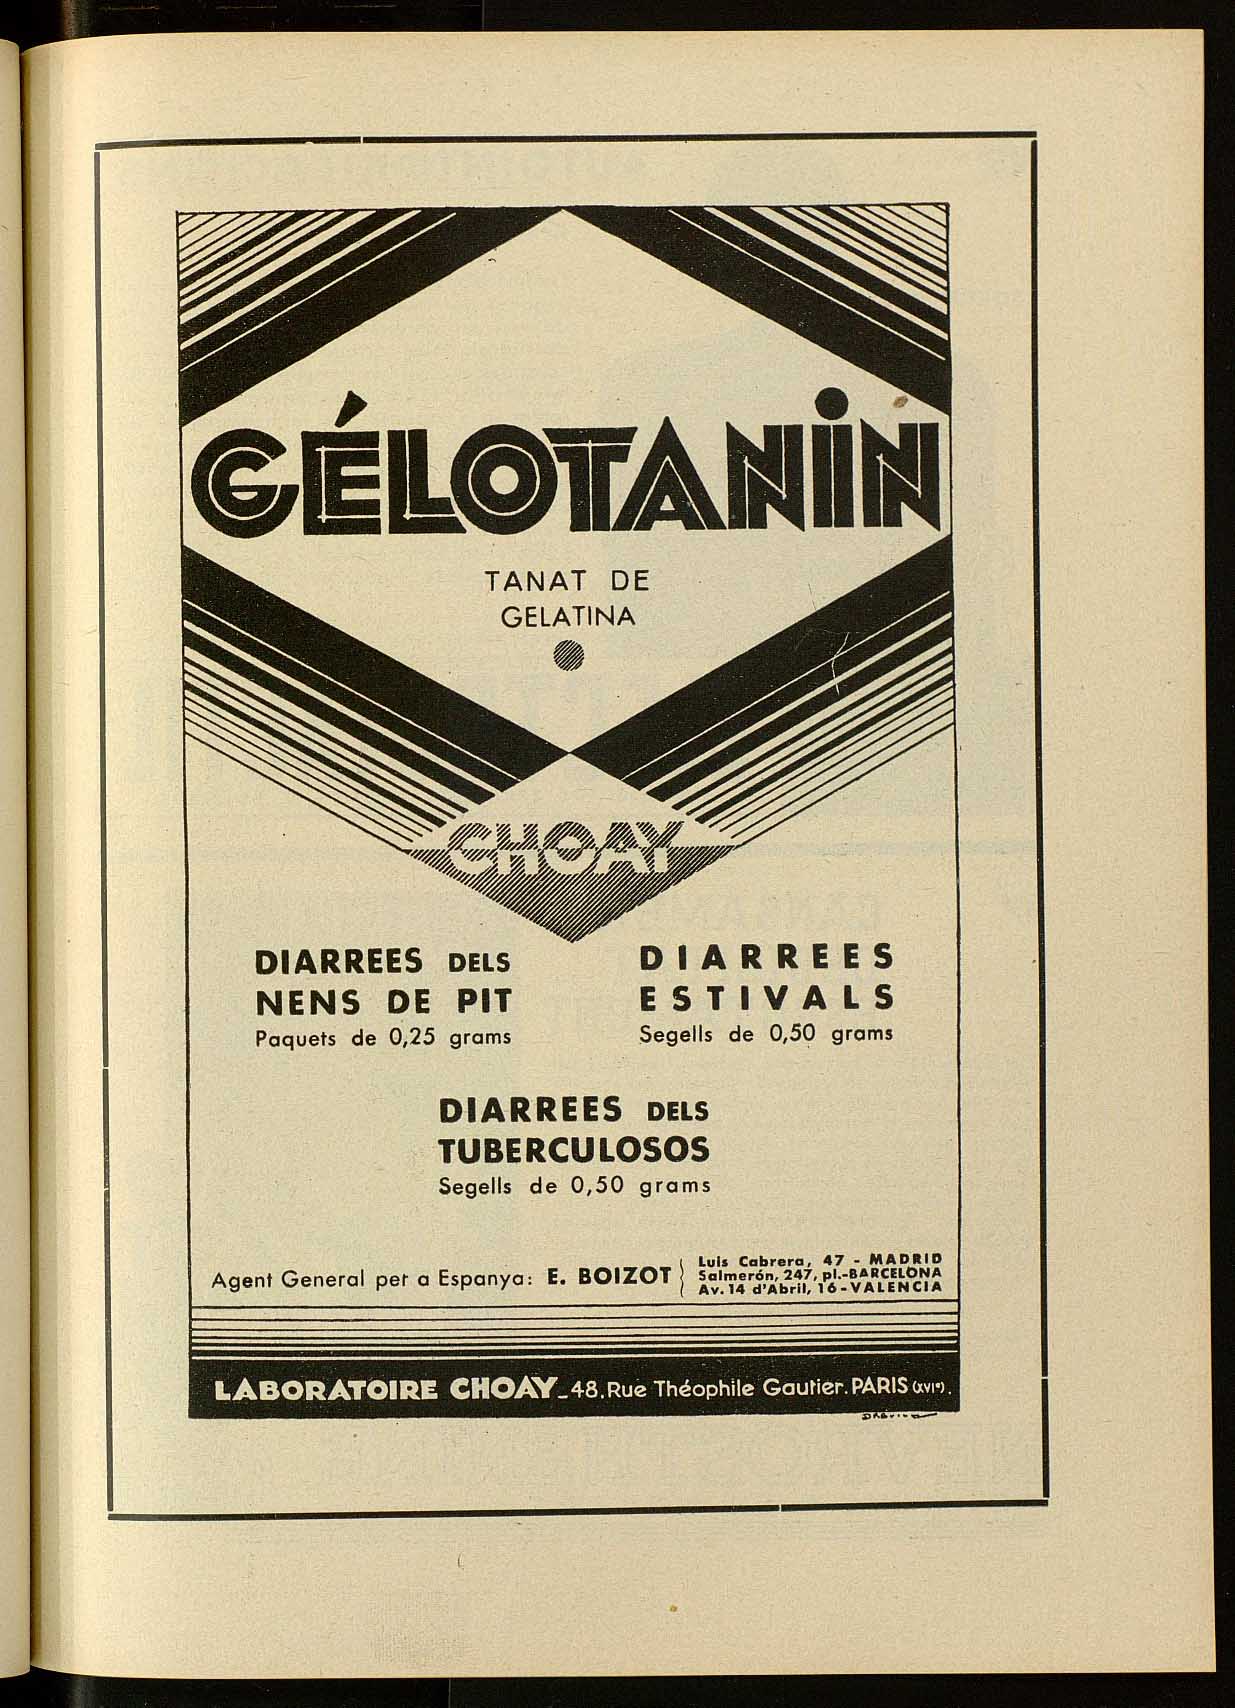 GÉLOTANIN
TANAT DE
GELATINA
CHOAY
DIARREES DELS
NENS DE PIT
Paquets de 0,25 grams
DIARREES
ESTIVALS
Segells de 0,50 grams
DIARREES DELS
TUBERCULOSOS
Segells de 0,50 grams
Agent General per a Espanya: E. BOIZOT
Luis Cabrera, 47 - MADRID
Salmerón, 247, pl.-BARCELONA
Av. 14 d'Abril, 16-VALENCIA
LABORATOIRE CHOAY_48, Rue Théophile Gautier. PARIS (XVIe).